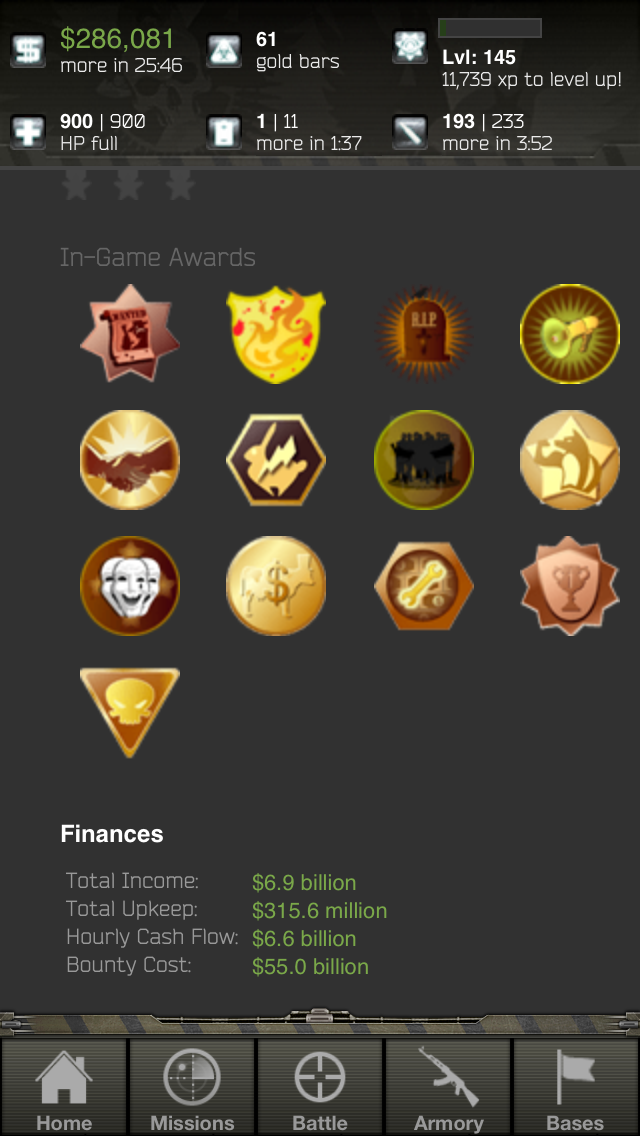 $286,081
more in 25:46
61
gold bars
Lvl: 145
11,739 xp to level up!
900 | 900
HP full
1 | 11
more in 1:37
193 | 233
more in 3:52
In-Game Awards
WANTED
R.I.P
$
Finances
Total Income: $6.9 billion
Total Upkeep: $315.6 million
Hourly Cash Flow: $6.6 billion
Bounty Cost: $55.0 billion
Home Missions Battle Armory Bases